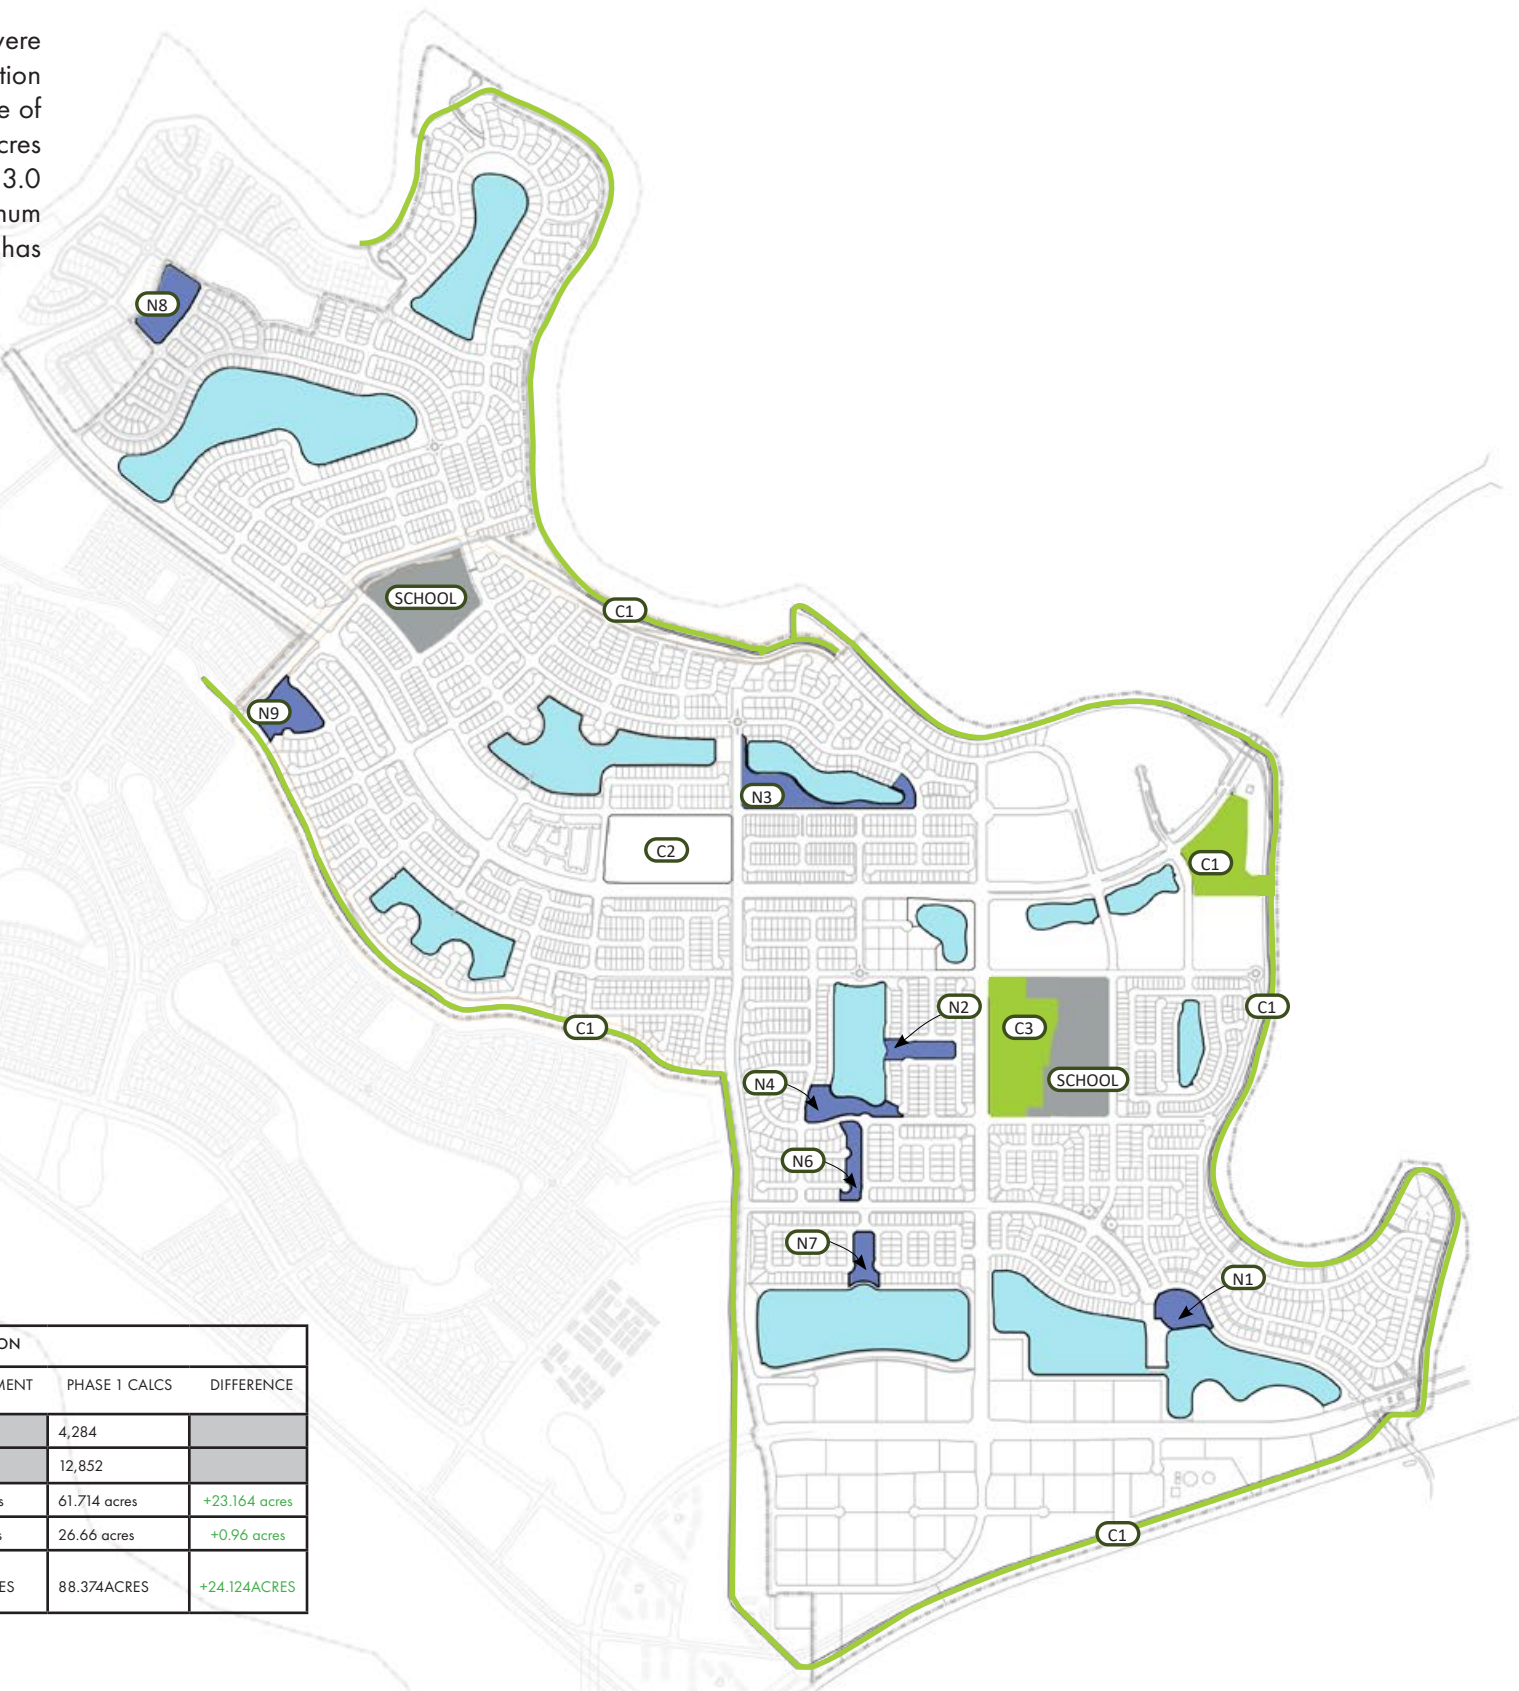 vere
tion
e of
cres
3.0
num
has
N8
SCHOOL
C1
N9
N3
C2
C1
N2
C3
C1
C1
N4
SCHOOL
N6
N7
N1
C1
ON
MENT PHASE 1 CALCS DIFFERENCE
4,284
12,852
s 61.714 acres +23.164 acres
s 26.66 acres +0.96 acres
ES 88.374ACRES +24.124ACRES